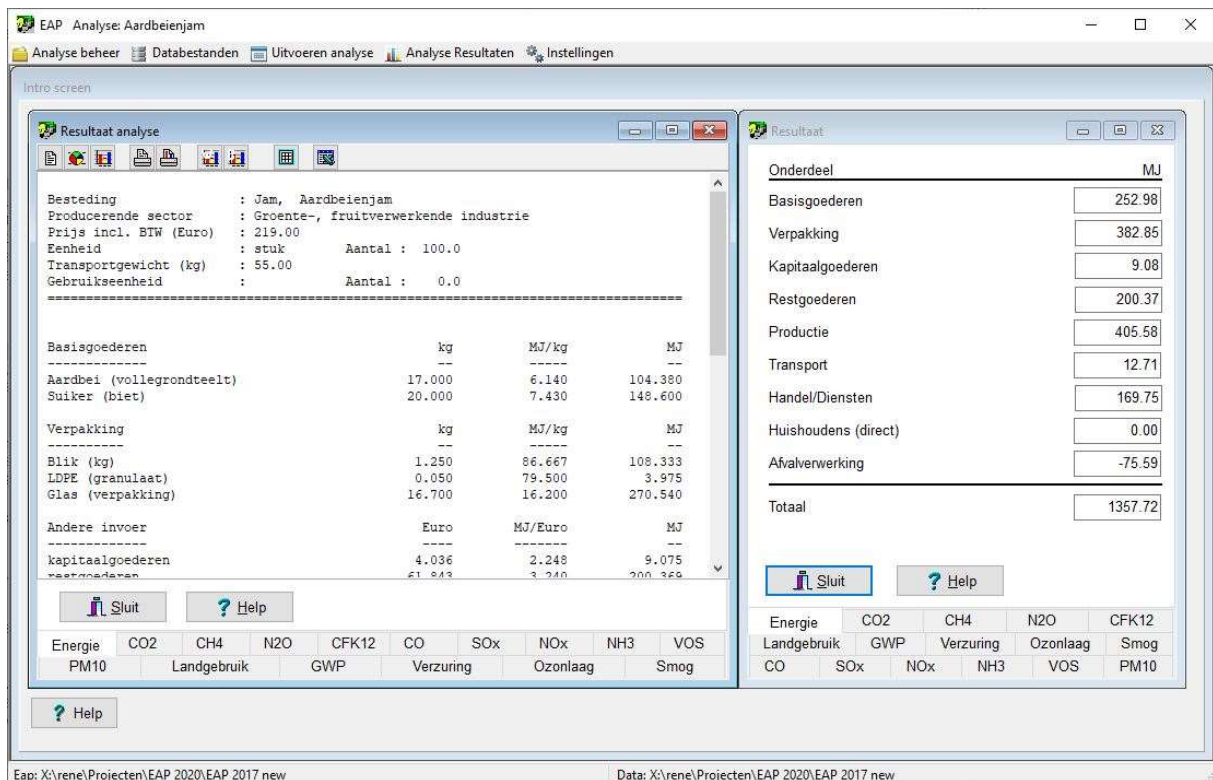 EAP Analyse: Aardbeienjam
Analyse beheer Databestanden Uitvoeren analyse Analyse Resultaten Instellingen
Intro screen
Resultaat analyse
Besteding : Jam, Aardbeienjam
Producerende sector : Groente-, fruitverwerkende industrie
Prijs incl. BTW (Euro) : 219.00
Eenheid : stuk Aantal : 100.0
Transportgewicht (kg) : 55.00
Gebruikseenheid : Aantal : 0.0
Basisgoederen kg MJ/kg MJ
Aardbei (vollegrondteelt) 17.000 6.140 104.380
Suiker (biet) 20.000 7.430 148.600
Verpakking kg MJ/kg MJ
Blik (kg) 1.250 86.667 108.333
LDPE (granulaat) 0.050 79.500 3.975
Glas (verpakking) 16.700 16.200 270.540
Andere invoer Euro MJ/Euro MJ
kapitaalgoederen 4.036 2.248 9.075
restgoederen 61.843 3.240 200.369
Sluit Help
Energie CO2 CH4 N2O CFK12 CO SOx NOx NH3 VOS
PM10 Landgebruik GWP Verzuring Ozonlaag Smog
Resultaat
Onderdeel MJ
Basisgoederen 252.98
Verpakking 382.85
Kapitaalgoederen 9.08
Restgoederen 200.37
Productie 405.58
Transport 12.71
Handel/Diensten 169.75
Huishoudens (direct) 0.00
Afvalverwerking -75.59
Totaal 1357.72
Sluit Help
Energie CO2 CH4 N2O CFK12
Landgebruik GWP Verzuring Ozonlaag Smog
CO SOx NOx NH3 VOS PM10
Help
Eap: X:\rene\Projecten\EAP 2020\EAP 2017 new Data: X:\rene\Projecten\EAP 2020\EAP 2017 new